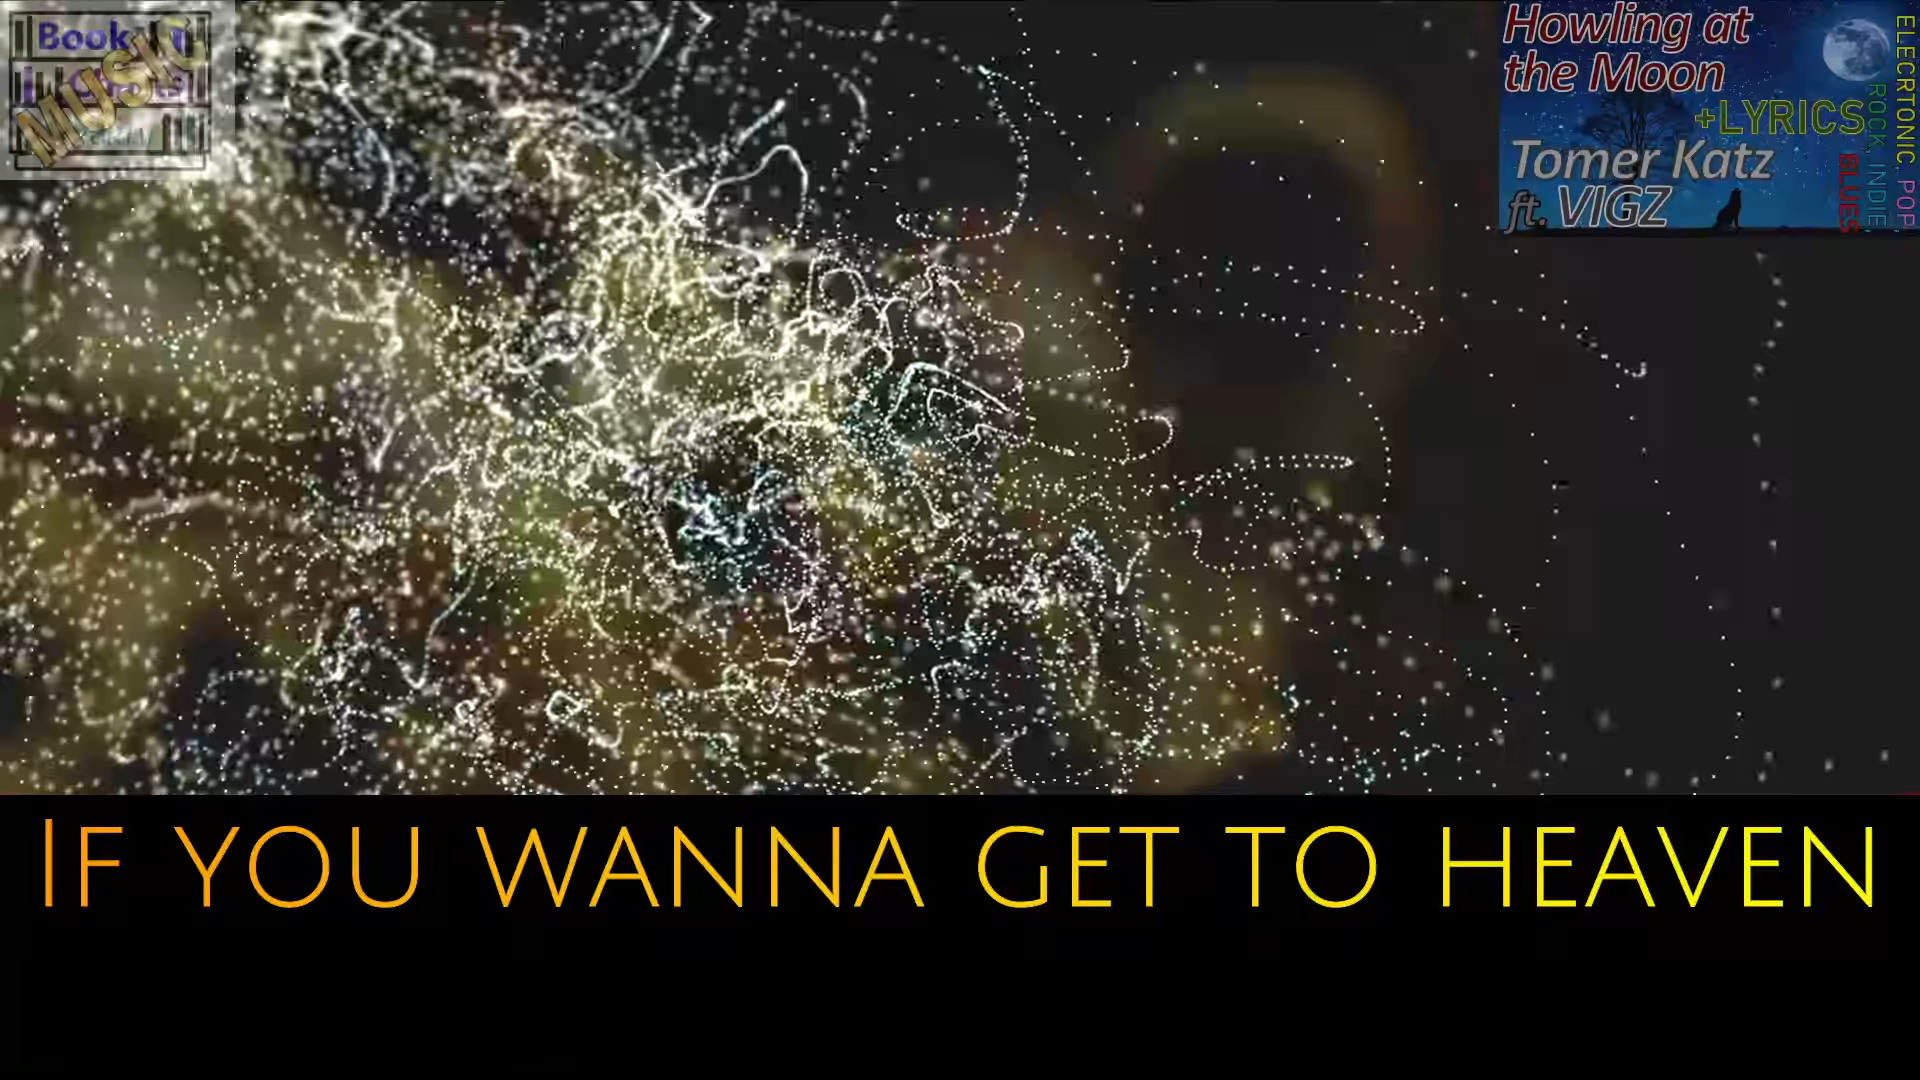 Book
MUSIC
Howling at
the Moon
+LYRICS
Tomer Katz
ft. VIGZ
ELECRTONIC, POP
ROCK, INDIE,
BLUES
IF YOU WANNA GET TO HEAVEN